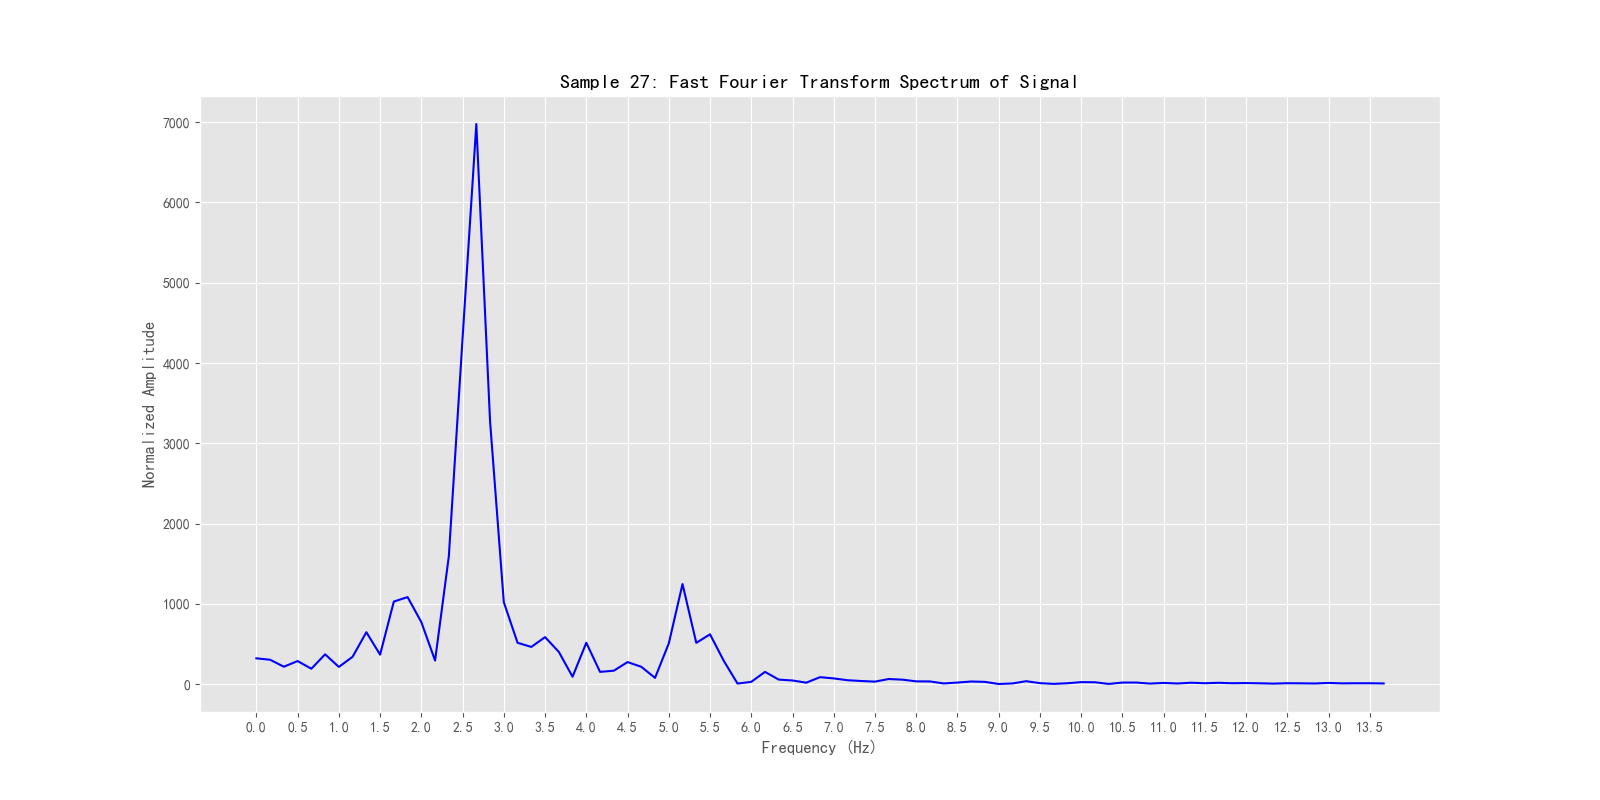 Sample 27: Fast Fourier Transform Spectrum of Signal
Normalized Amplitude
7000
6000
5000
4000
3000
2000
1000
0
0.0 0.5 1.0 1.5 2.0 2.5 3.0 3.5 4.0 4.5 5.0 5.5 6.0 6.5 7.0 7.5 8.0 8.5 9.0 9.5 10.0 10.5 11.0 11.5 12.0 12.5 13.0 13.5
Frequency (Hz)